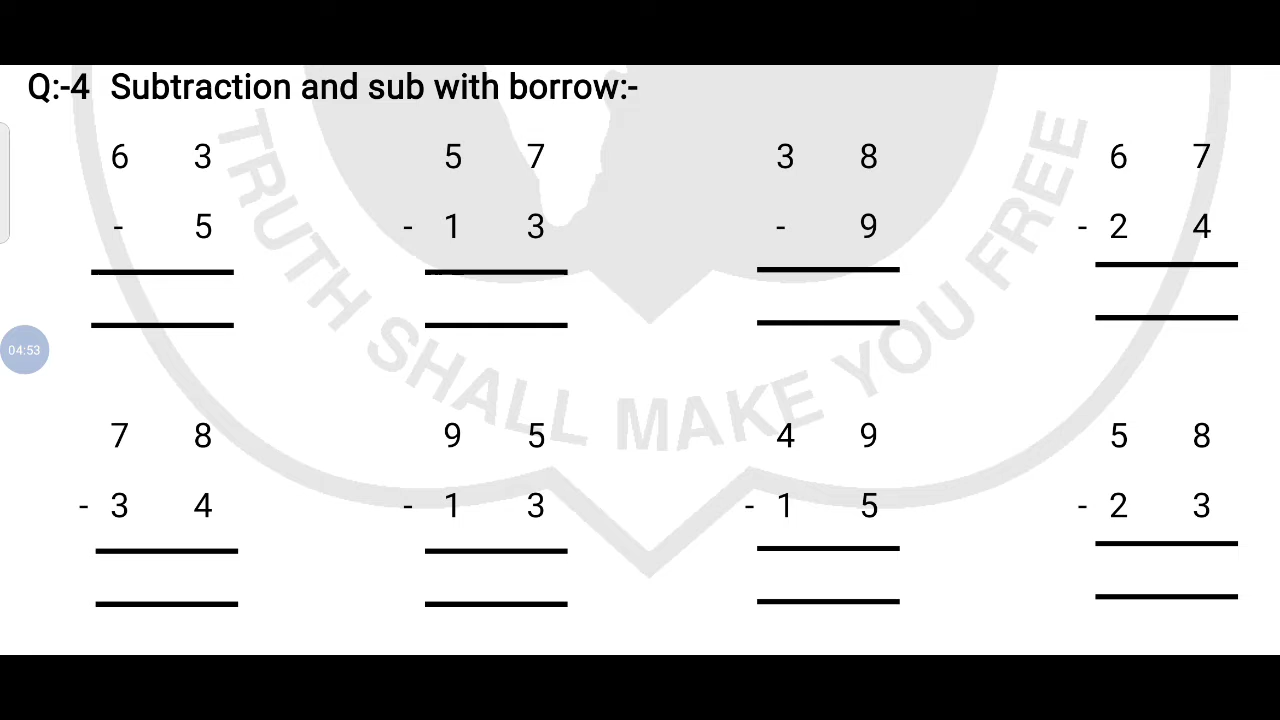 Q:-4 Subtraction and sub with borrow:-
6 3 5 7 3 8 6 7
- 5 - 1 3 - 9 - 2 4
04:53
7 8 9 5 4 9 5 8
- 3 4 - 1 3 - 1 5 - 2 3
TRUTH SHALL MAKE YOU FREE